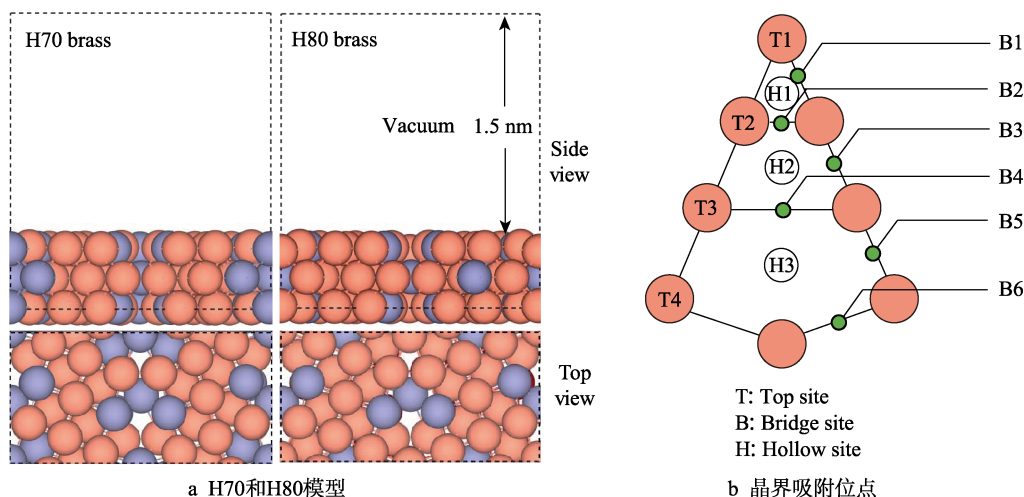 H70 brass
H80 brass
Vacuum 1.5 nm
Side
view
Top
view
a H70和H80模型
T1
H1
T2
H2
T3
H3
T4
B1
B2
B3
B4
B5
B6
T: Top site
B: Bridge site
H: Hollow site
b 晶界吸附位点